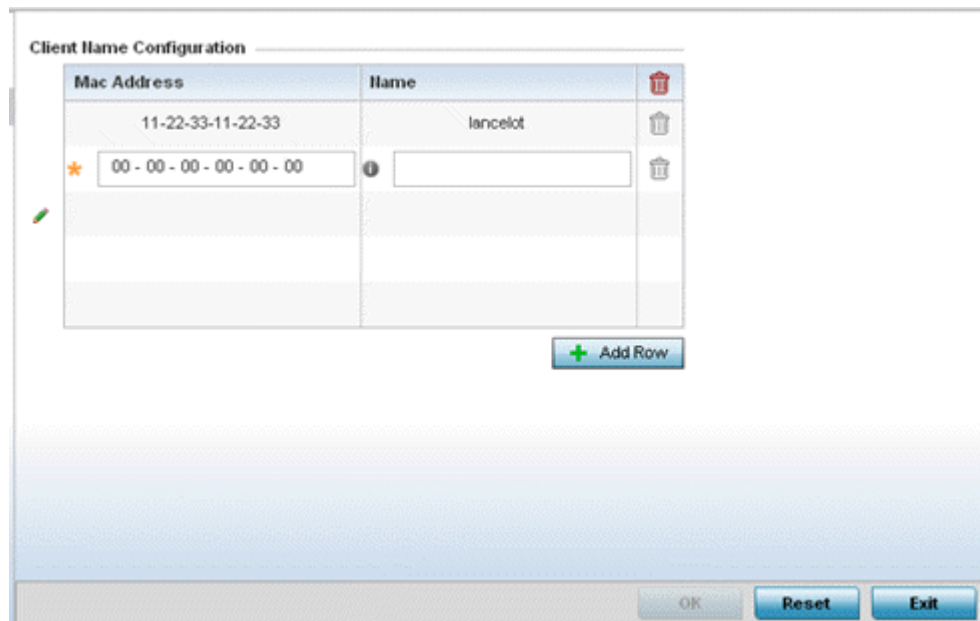 Client Name Configuration
Mac Address Name
11-22-33-11-22-33 lancelot
00 - 00 - 00 - 00 - 00 - 00
Add Row
OK Reset Exit